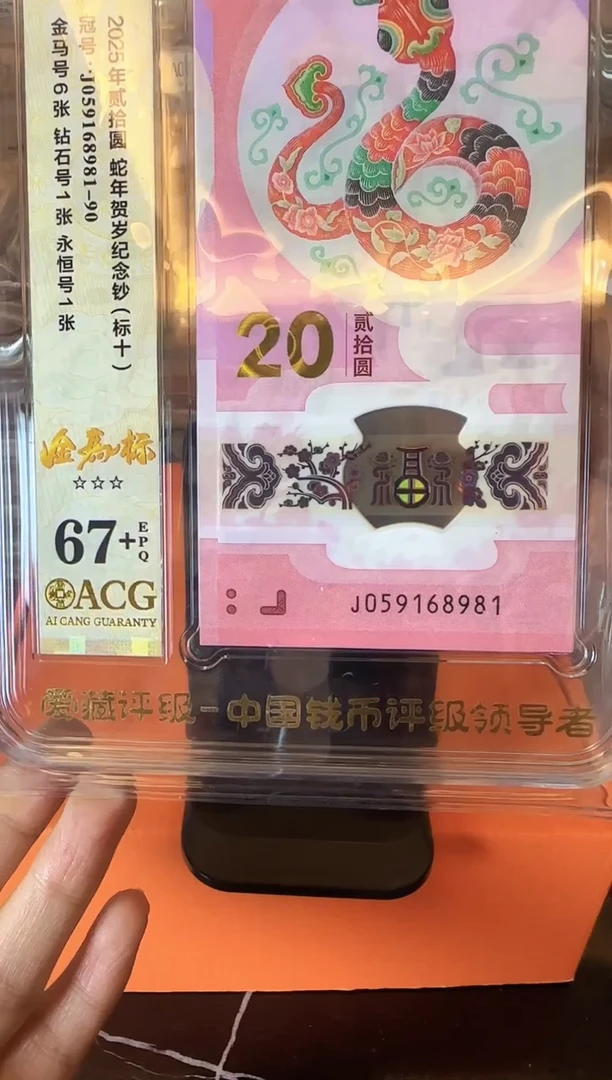 2025年贰拾圆 蛇年贺岁纪念钞(标十)
冠号:J059168981-90
金马号6张 钻石号1张 永恒号1张
金马标
☆☆☆
67+
EPQ
ACG
AI CANG GUARANTY
20
贰拾圆
J059168981
爱藏评级-中国钱币评级领导者